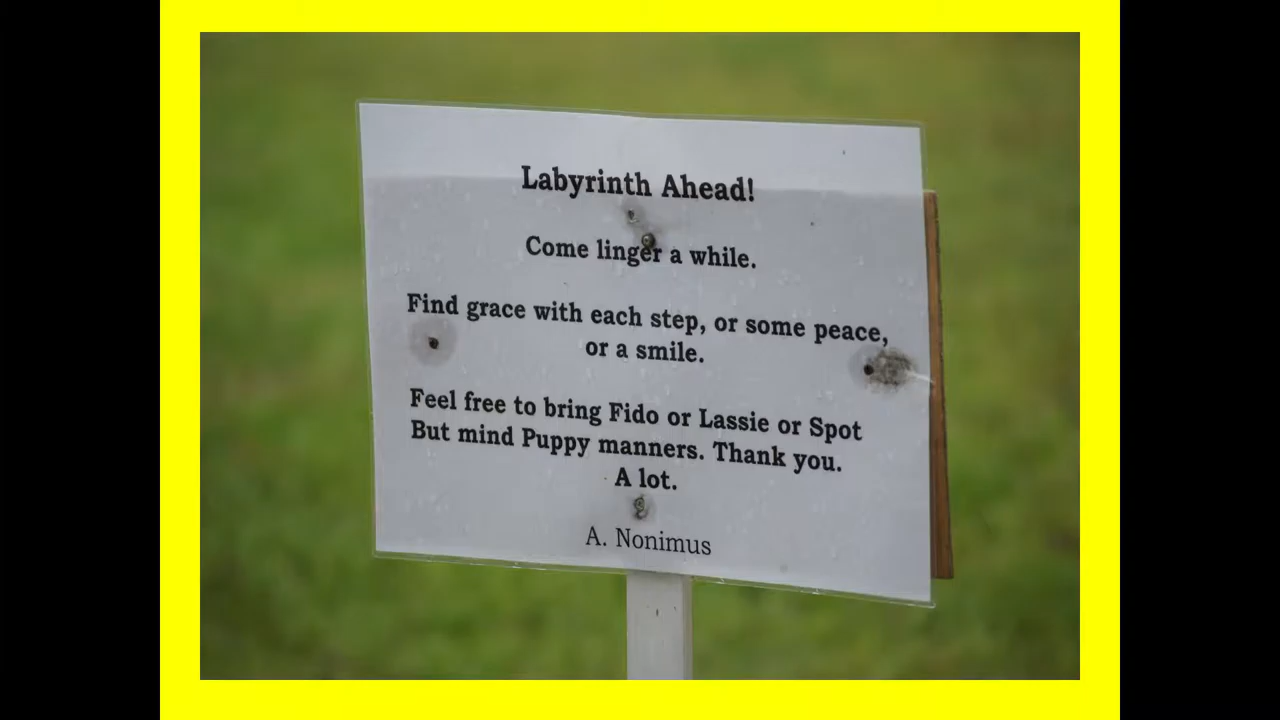 Labyrinth Ahead!
Come linger a while.
Find grace with each step, or some peace,
or a smile.
Feel free to bring Fido or Lassie or Spot
But mind Puppy manners. Thank you.
A lot.
A. Nonimus